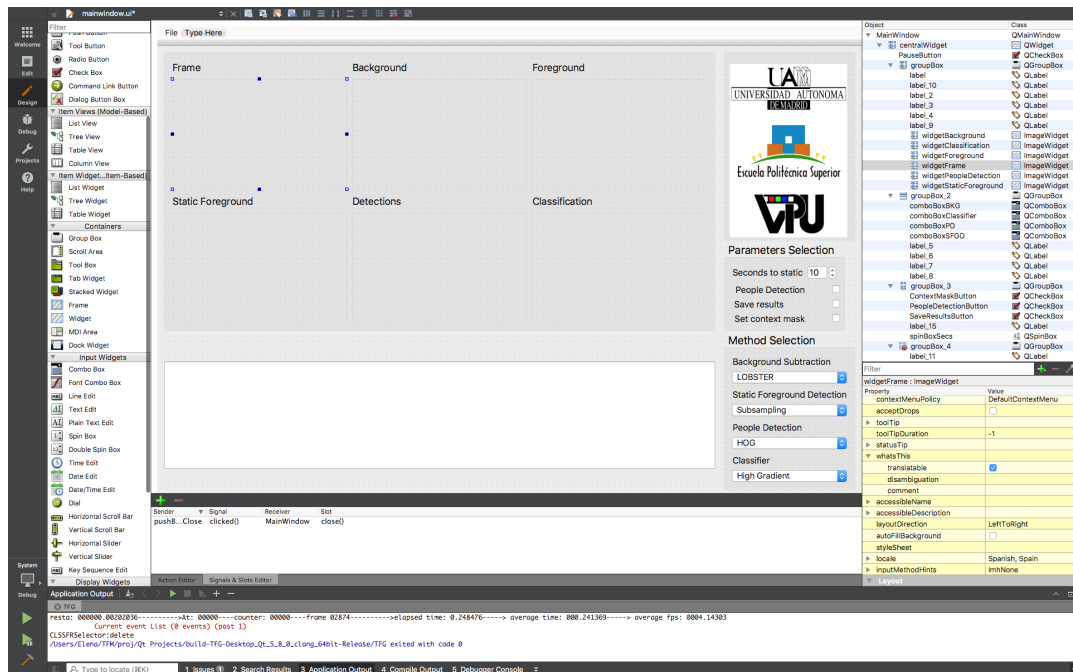 mainwindow.ui*
Filter
Welcome
Edit
Design
Debug
Projects
Help
System
Debug
Push Button
Tool Button
Radio Button
Check Box
Command Link Button
Dialog Button Box
Item Views (Model-Based)
List View
Tree View
Table View
Column View
Item Widget...Item-Based)
List Widget
Tree Widget
Table Widget
Containers
Group Box
Scroll Area
Tool Box
Tab Widget
Stacked Widget
Frame
Widget
MDI Area
Dock Widget
Input Widgets
Combo Box
Font Combo Box
Line Edit
Text Edit
Plain Text Edit
Spin Box
Double Spin Box
Time Edit
Date Edit
Date/Time Edit
Dial
Horizontal Scroll Bar
Vertical Scroll Bar
Horizontal Slider
Vertical Slider
Key Sequence Edit
Display Widgets
File Type Here
Frame Background Foreground
Static Foreground Detections Classification
UAM
UNIVERSIDAD AUTONOMA
DE MADRID
Escuela Politécnica Superior
VPU
Parameters Selection
Seconds to static 10
People Detection
Save results
Set context mask
Method Selection
Background Subtraction
LOBSTER
Static Foreground Detection
Subsampling
People Detection
HOG
Classifier
High Gradient
Sender Signal Receiver Slot
pushB...Close clicked() MainWindow close()
Action Editor Signals & Slots Editor
Object Class
MainWindow QMainWindow
centralWidget QWidget
PauseButton QCheckBox
groupBox QGroupBox
label QLabel
label_10 QLabel
label_2 QLabel
label_3 QLabel
label_4 QLabel
label_9 QLabel
widgetBackground ImageWidget
widgetClassification ImageWidget
widgetForeground ImageWidget
widgetFrame ImageWidget
widgetPeopleDetection ImageWidget
widgetStaticForeground ImageWidget
groupBox_2 QGroupBox
comboBoxBKG QComboBox
comboBoxClassifier QComboBox
comboBoxPD QComboBox
comboBoxSFGD QComboBox
label_5 QLabel
label_6 QLabel
label_7 QLabel
label_8 QLabel
groupBox_3 QGroupBox
ContextMaskButton QCheckBox
PeopleDetectionButton QCheckBox
SaveResultsButton QCheckBox
label_15 QLabel
spinBoxSecs QSpinBox
groupBox_4 QGroupBox
label_11 QLabel
Filter
widgetFrame : ImageWidget
Property Value
contextMenuPolicy DefaultContextMenu
acceptDrops
toolTip
toolTipDuration -1
statusTip
whatsThis
translatable
disambiguation
comment
accessibleName
accessibleDescription
layoutDirection LeftToRight
autoFillBackground
styleSheet
locale Spanish, Spain
inputMethodHints ImhNone
Layout
Application Output
TFG
resta: 000000.00202036---------->At: 00000----counter: 00000----frame 02874---------->elapsed time: 0.248476-----> average time: 000.241369-----> average fps: 0004.14303
Current event List (0 events) (past 1)
CLSSFRSelector:delete
/Users/Elena/TFM/proj/Qt Projects/build-TFG-Desktop_Qt_5_8_0_clang_64bit-Release/TFG exited with code 0
Type to locate (⌘K) 1 Issues 1 2 Search Results 3 Application Output 4 Compile Output 5 Debugger Console